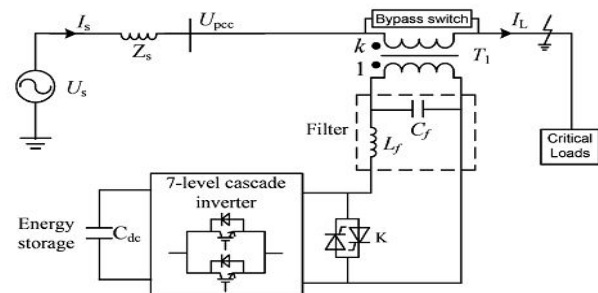 Bypass switch
Is
Upcc
IL
Zs
k
T1
1
Us
Filter
Cf
Lf
Critical
Loads
7-level cascade
inverter
Energy
storage
Cdc
K